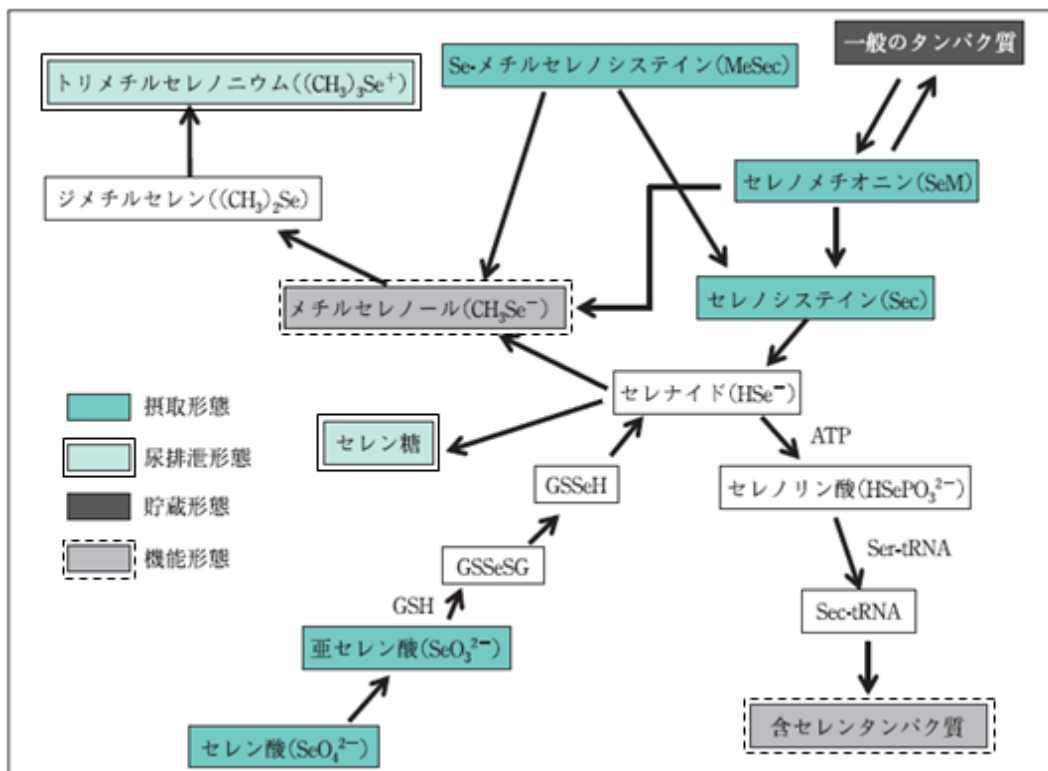 一般のタンパク質
Se-メチルセレノシステイン(MeSec)
トリメチルセレノニウム((CH₃)₃Se⁺)
セレノメチオニン(SeM)
ジメチルセレン((CH₃)₂Se)
メチルセレノール(CH₃Se⁻)
セレノシステイン(Sec)
セレナイド(HSe⁻)
摂取形態
ATP
セレン糖
尿排泄形態
GSSeH
セレノリン酸(HSePO₃²⁻)
貯蔵形態
機能形態
Ser-tRNA
GSSeSG
GSH
Sec-tRNA
亜セレン酸(SeO₃²⁻)
含セレンタンパク質
セレン酸(SeO₄²⁻)